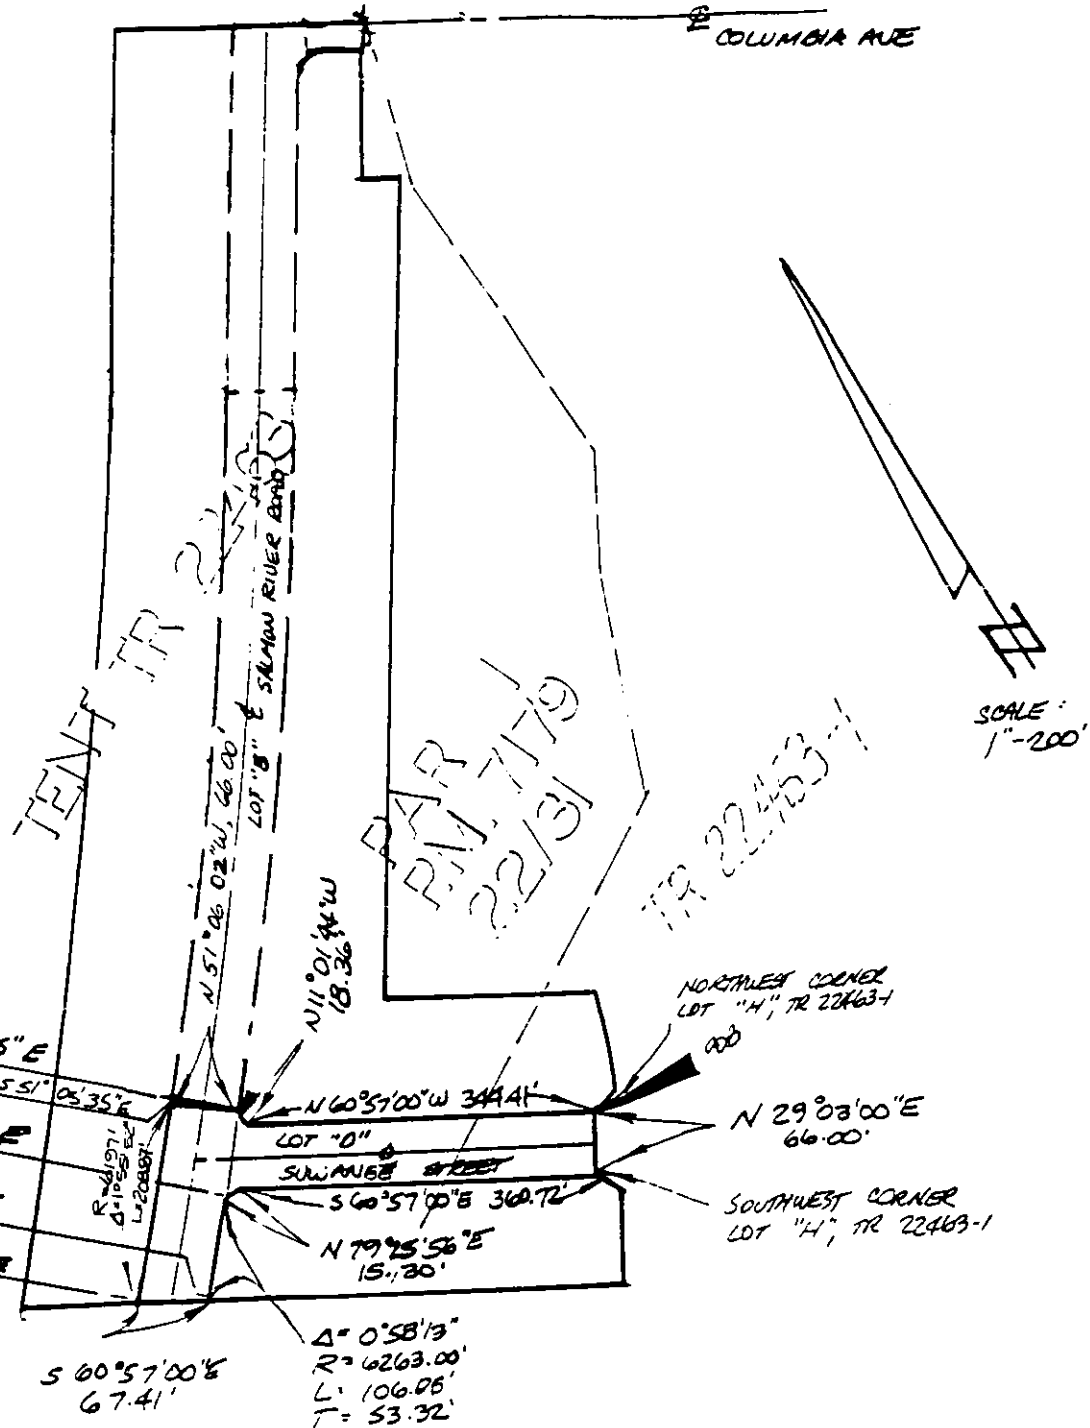 COLUMBIA AVE
SALMON RIVER ROAD
LOT "B"
TENT TR
N 51°06'02"W, 66.00'
N11°01'44"W
18.36'
PAR 1
P.M. 7179
22/31
TR 22463-1
SCALE:
1"-200'
NORTHWEST CORNER
LOT "H", TR 22463-1
S 51° 05'35"E
N 60°57'00"W 344.41'
N 29°03'00"E
66.00'
LOT "D"
SUWANEE STREET
S 60°57'00"E 360.72'
SOUTHWEST CORNER
LOT "H", TR 22463-1
N 79°25'56"E
15.30'
S 60°57'00"E
67.41'
Δ= 0°58'13"
R= 6263.00'
L= 106.05'
T= 53.32'